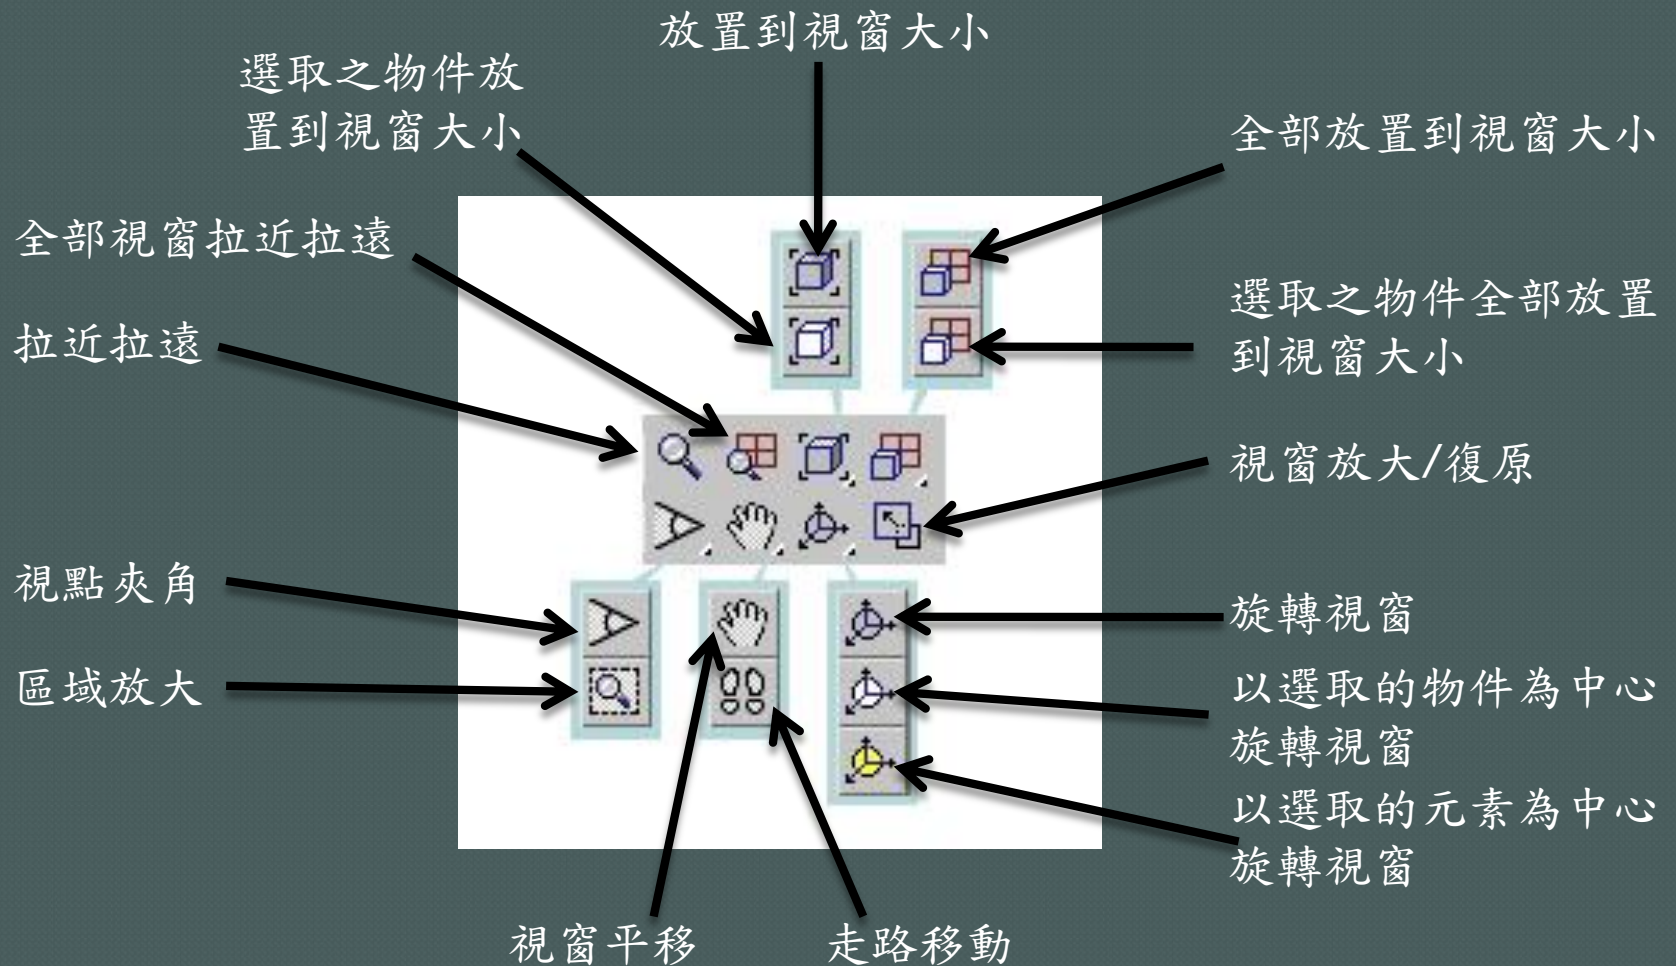 放置到視窗大小
選取之物件放
置到視窗大小
全部放置到視窗大小
全部視窗拉近拉遠
選取之物件全部放置
到視窗大小
拉近拉遠
視窗放大/復原
視點夾角
旋轉視窗
區域放大
以選取的物件為中心
旋轉視窗
以選取的元素為中心
旋轉視窗
視窗平移
走路移動